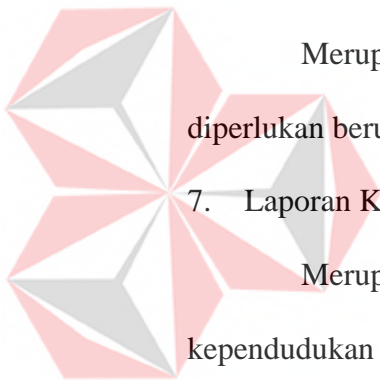 Merup
diperlukan beru
7. Laporan K
Merup
kependudukan